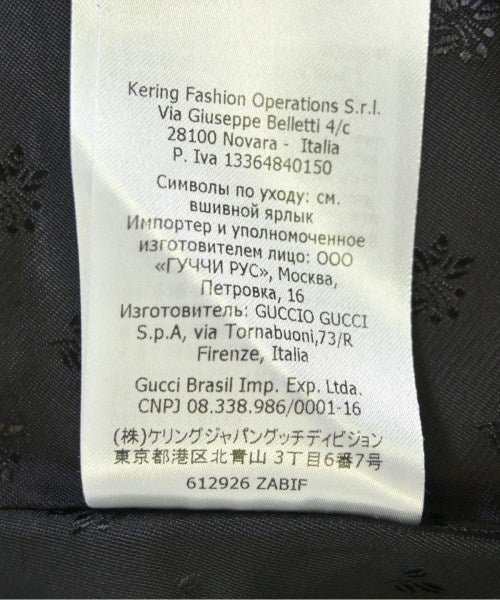 Kering Fashion Operations S.r.l.
Via Giuseppe Belletti 4/c
28100 Novara - Italia
P. Iva 13364840150
Символы по уходу: см.
вшивной ярлык
Импортер и уполномоченное
изготовителем лицо: ООО
«ГУЧЧИ РУС», Москва,
Петровка, 16
Изготовитель: GUCCIO GUCCI
S.p.A, via Tornabuoni,73/R
Firenze, Italia
Gucci Brasil Imp. Exp. Ltda.
CNPJ 08.338.986/0001-16
(株)ケリングジャパングッチディビジョン
東京都港区北青山 3丁目6番7号
612926 ZABIF